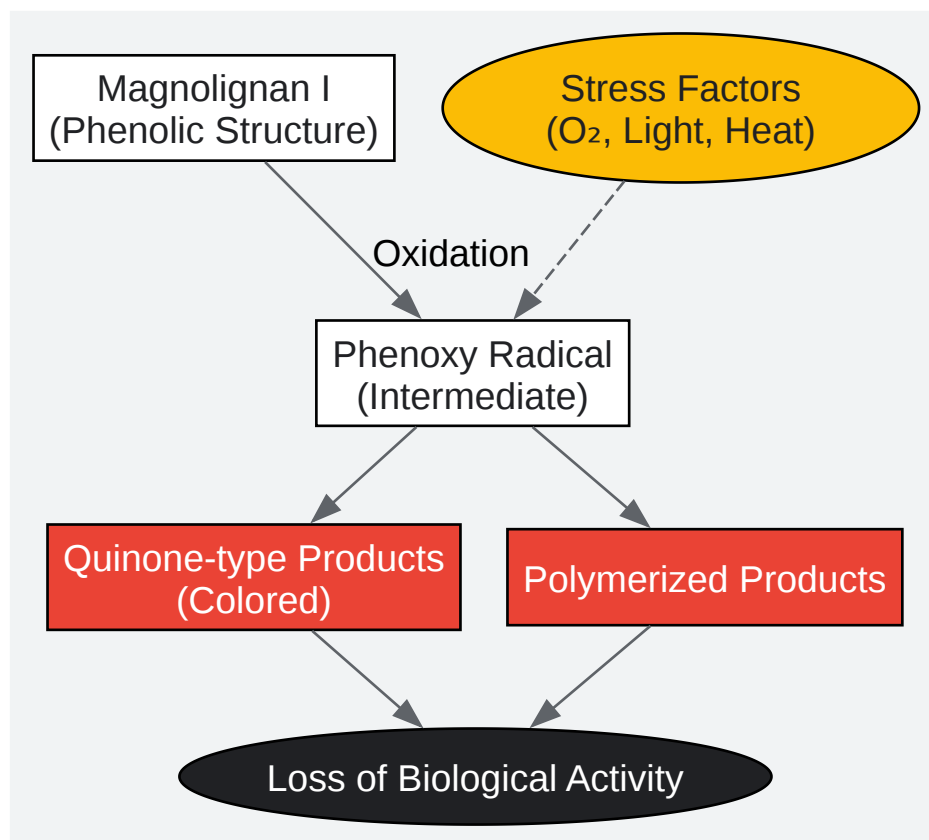 Magnolignan I
(Phenolic Structure)
Stress Factors
(O₂, Light, Heat)
Oxidation
Phenoxy Radical
(Intermediate)
Quinone-type Products
(Colored)
Polymerized Products
Loss of Biological Activity